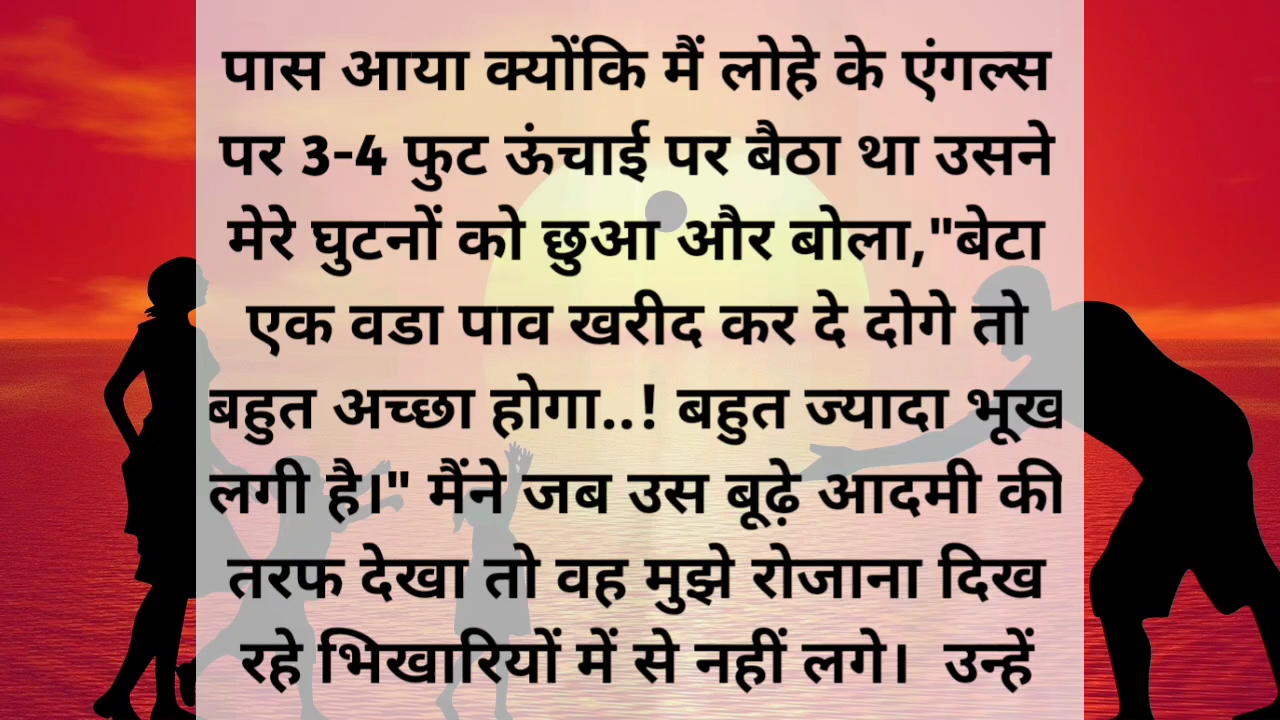 पास आया क्योंकि मैं लोहे के एंगल्स
पर 3-4 फुट ऊंचाई पर बैठा था उसने
मेरे घुटनों को छुआ और बोला,"बेटा
एक वडा पाव खरीद कर दे दोगे तो
बहुत अच्छा होगा..! बहुत ज्यादा भूख
लगी है।" मैंने जब उस बूढ़े आदमी की
तरफ देखा तो वह मुझे रोजाना दिख
रहे भिखारियों में से नहीं लगे। उन्हें